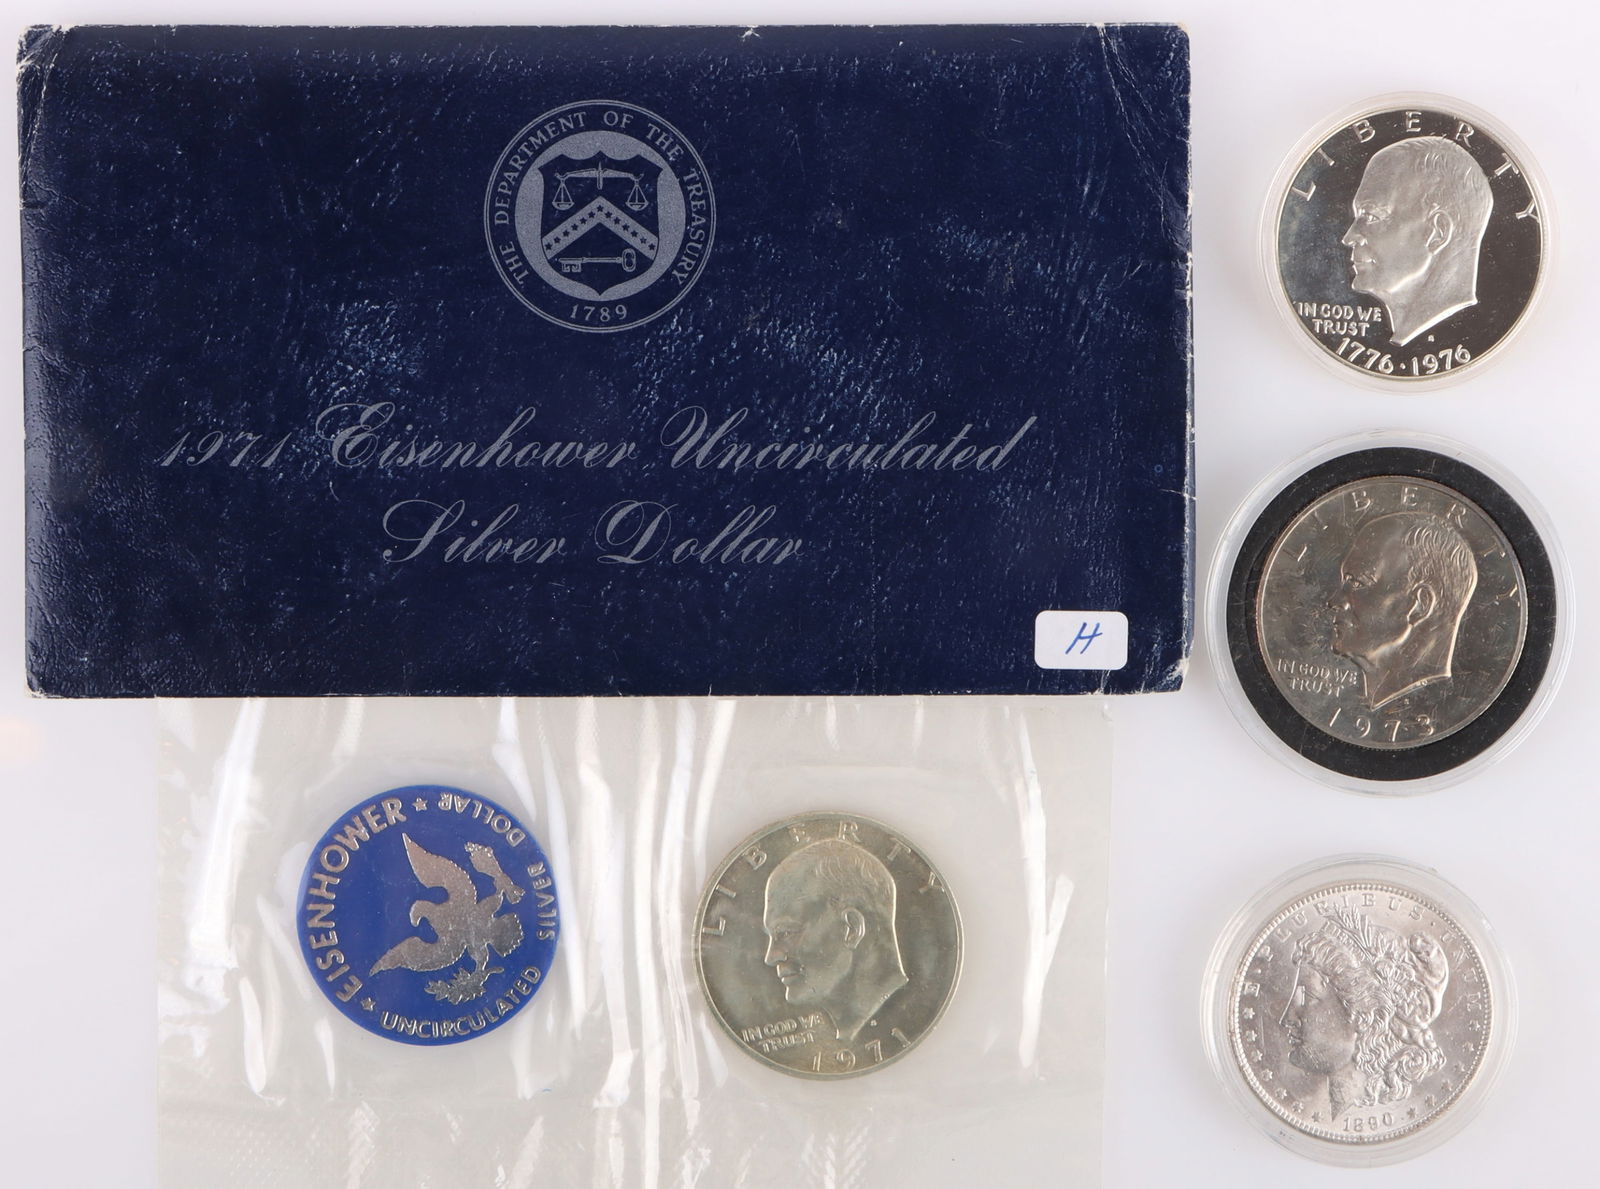 THE DEPARTMENT OF THE TREASURY
1789
1971 Eisenhower Uncirculated
Silver Dollar
H
EISENHOWER ★ DOLLAR SILVER
★ UNCIRCULATED
LIBERTY
IN GOD WE
TRUST
1971
LIBERTY
IN GOD WE
TRUST
S
1776·1976
LIBERTY
IN GOD WE
TRUST
1973
E·PLURIBUS·UNUM
1890